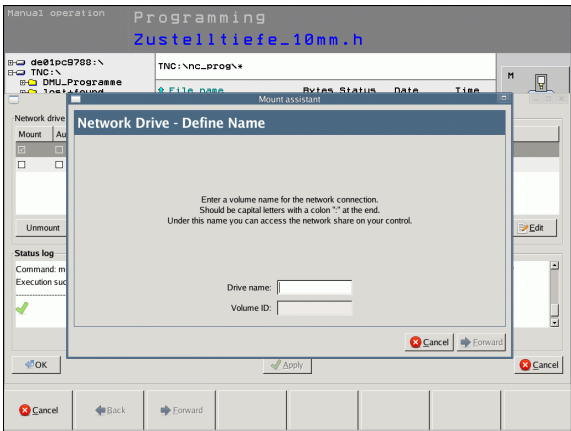 Manual operation
Programming
Zustelltiefe_10mm.h
de01pc9788:\
TNC:\
DMU_Programme
lost+found
TNC:\nc_prog\*
File name Bytes Status Date Time
M
Mount assistant
Network drive
Mount Au
Network Drive - Define Name
Enter a volume name for the network connection.
Should be capital letters with a colon ":" at the end.
Under this name you can access the network share on your control.
Unmount
Edit
Status log
Command: m
Execution suc
Drive name:
Volume ID:
Cancel Forward
OK Apply Cancel
Cancel Back Forward